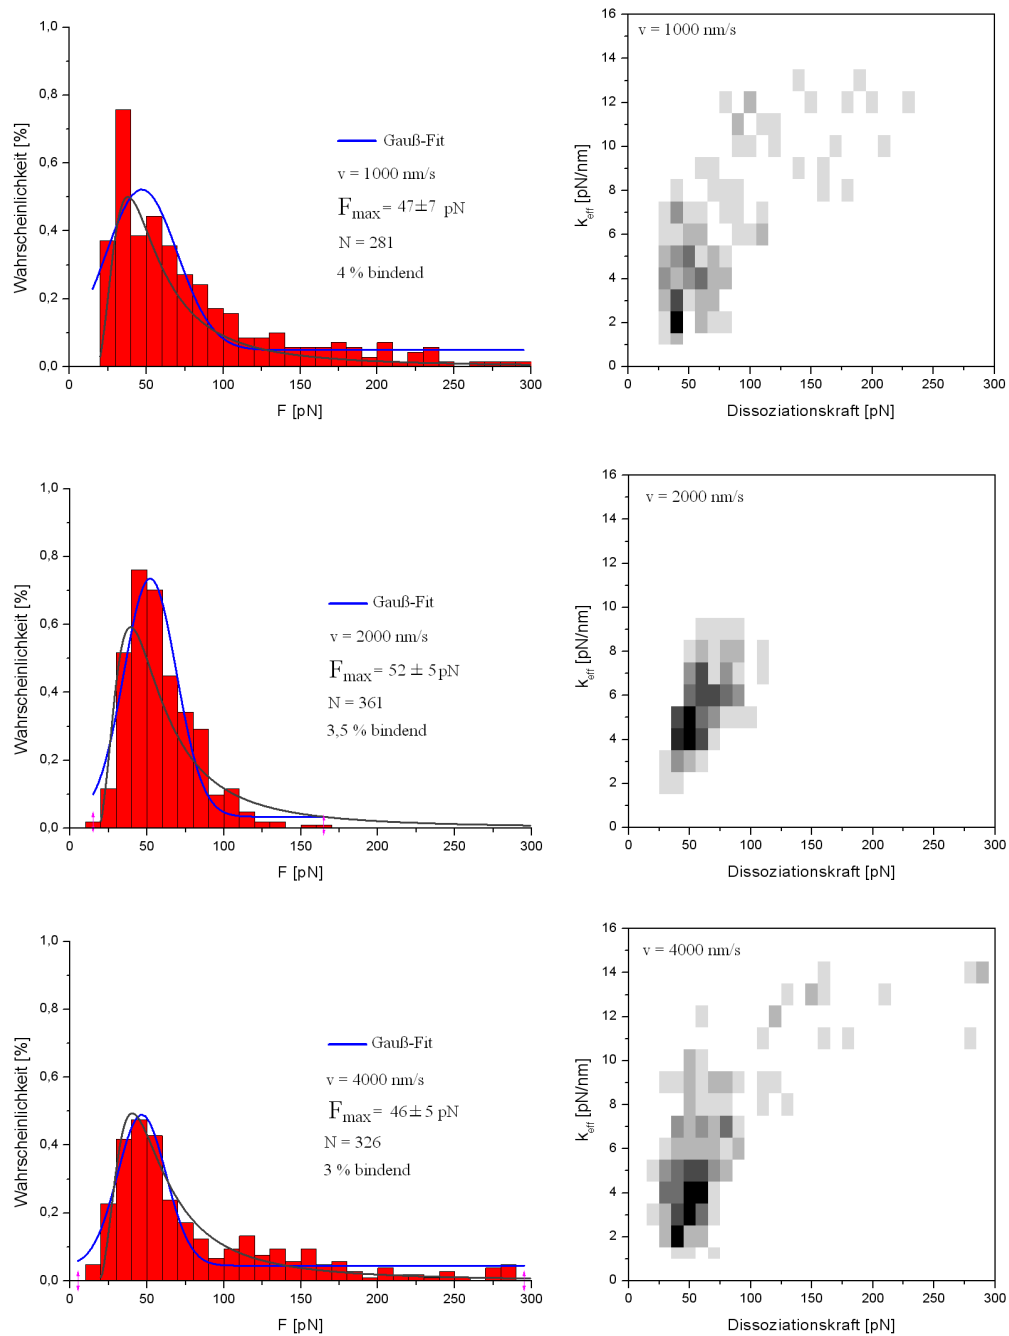 1,0
0,8
0,6
0,4
0,2
0,0
Wahrscheinlichkeit [%]
0 50 100 150 200 250 300
F [pN]
Gauß-Fit
v = 1000 nm/s
Fmax = 47±7 pN
N = 281
4 % bindend
16
14
12
10
8
6
4
2
0
keff [pN/nm]
v = 1000 nm/s
0 50 100 150 200 250 300
Dissoziationskraft [pN]
1,0
0,8
0,6
0,4
0,2
0,0
Wahrscheinlichkeit [%]
0 50 100 150 200 250 300
F [pN]
Gauß-Fit
v = 2000 nm/s
Fmax = 52 ± 5 pN
N = 361
3,5 % bindend
16
14
12
10
8
6
4
2
0
keff [pN/nm]
v = 2000 nm/s
0 50 100 150 200 250 300
Dissoziationskraft [pN]
1,0
0,8
0,6
0,4
0,2
0,0
Wahrscheinlichkeit [%]
0 50 100 150 200 250 300
F [pN]
Gauß-Fit
v = 4000 nm/s
Fmax = 46 ± 5 pN
N = 326
3 % bindend
16
14
12
10
8
6
4
2
0
keff [pN/nm]
v = 4000 nm/s
0 50 100 150 200 250 300
Dissoziationskraft [pN]